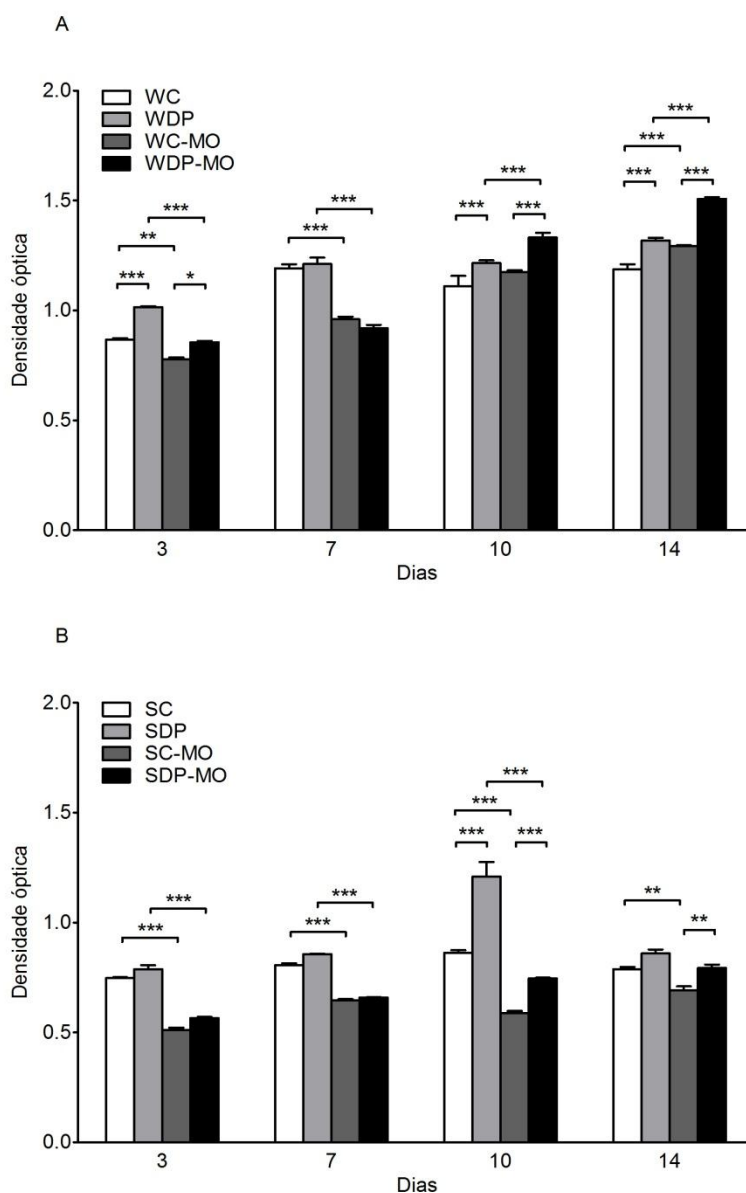 A
2.0
WC
WDP
WC-MO
WDP-MO
1.5
1.0
0.5
0.0
Densidade óptica
*** ** *** *
*** ***
*** *** ***
*** *** *** ***
3 7 10 14
Dias
B
2.0
SC
SDP
SC-MO
SDP-MO
1.5
1.0
0.5
0.0
Densidade óptica
*** ***
*** ***
*** *** *** ***
** **
3 7 10 14
Dias